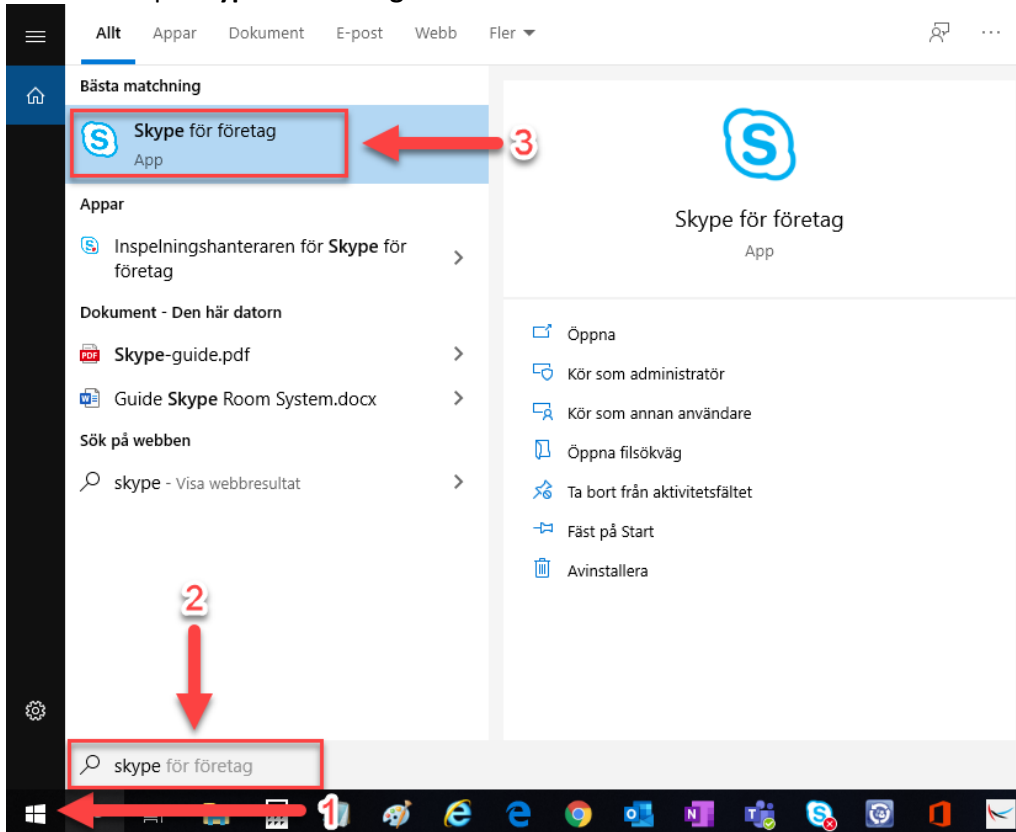 Allt Appar Dokument E-post Webb Fler
Bästa matchning
Skype för företag
App
3
Skype för företag
App
Appar
Inspelningshanteraren för Skype för
företag
Dokument - Den här datorn
Skype-guide.pdf
Guide Skype Room System.docx
Sök på webben
skype - Visa webbresultat
Öppna
Kör som administratör
Kör som annan användare
Öppna filsökväg
Ta bort från aktivitetsfältet
Fäst på Start
Avinstallera
2
skype för företag
1